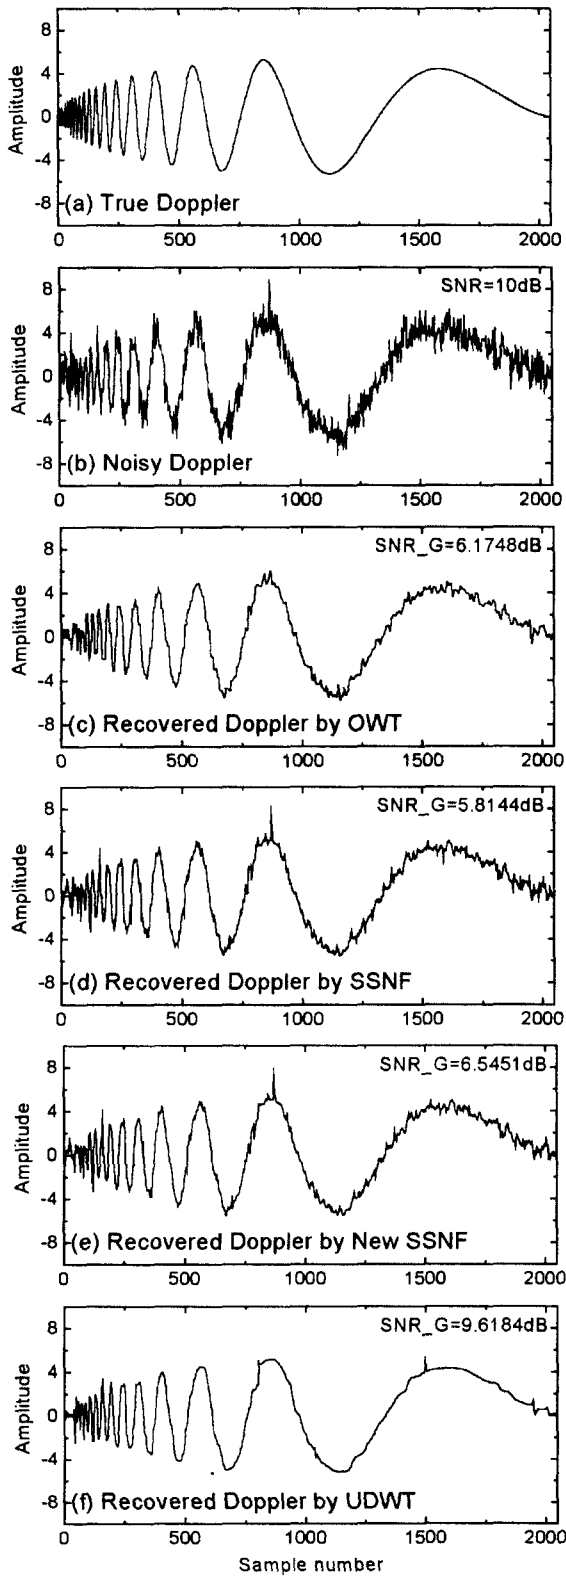 8
4
0
-4
-8
Amplitude
(a) True Doppler
0 500 1000 1500 2000
SNR=10dB
8
4
0
-4
-8
Amplitude
(b) Noisy Doppler
0 500 1000 1500 2000
SNR_G=6.1748dB
8
4
0
-4
-8
Amplitude
(c) Recovered Doppler by OWT
0 500 1000 1500 2000
SNR_G=5.8144dB
8
4
0
-4
-8
Amplitude
(d) Recovered Doppler by SSNF
0 500 1000 1500 2000
SNR_G=6.5451dB
8
4
0
-4
-8
Amplitude
(e) Recovered Doppler by New SSNF
0 500 1000 1500 2000
SNR_G=9.6184dB
8
4
0
-4
-8
Amplitude
(f) Recovered Doppler by UDWT
0 500 1000 1500 2000
Sample number